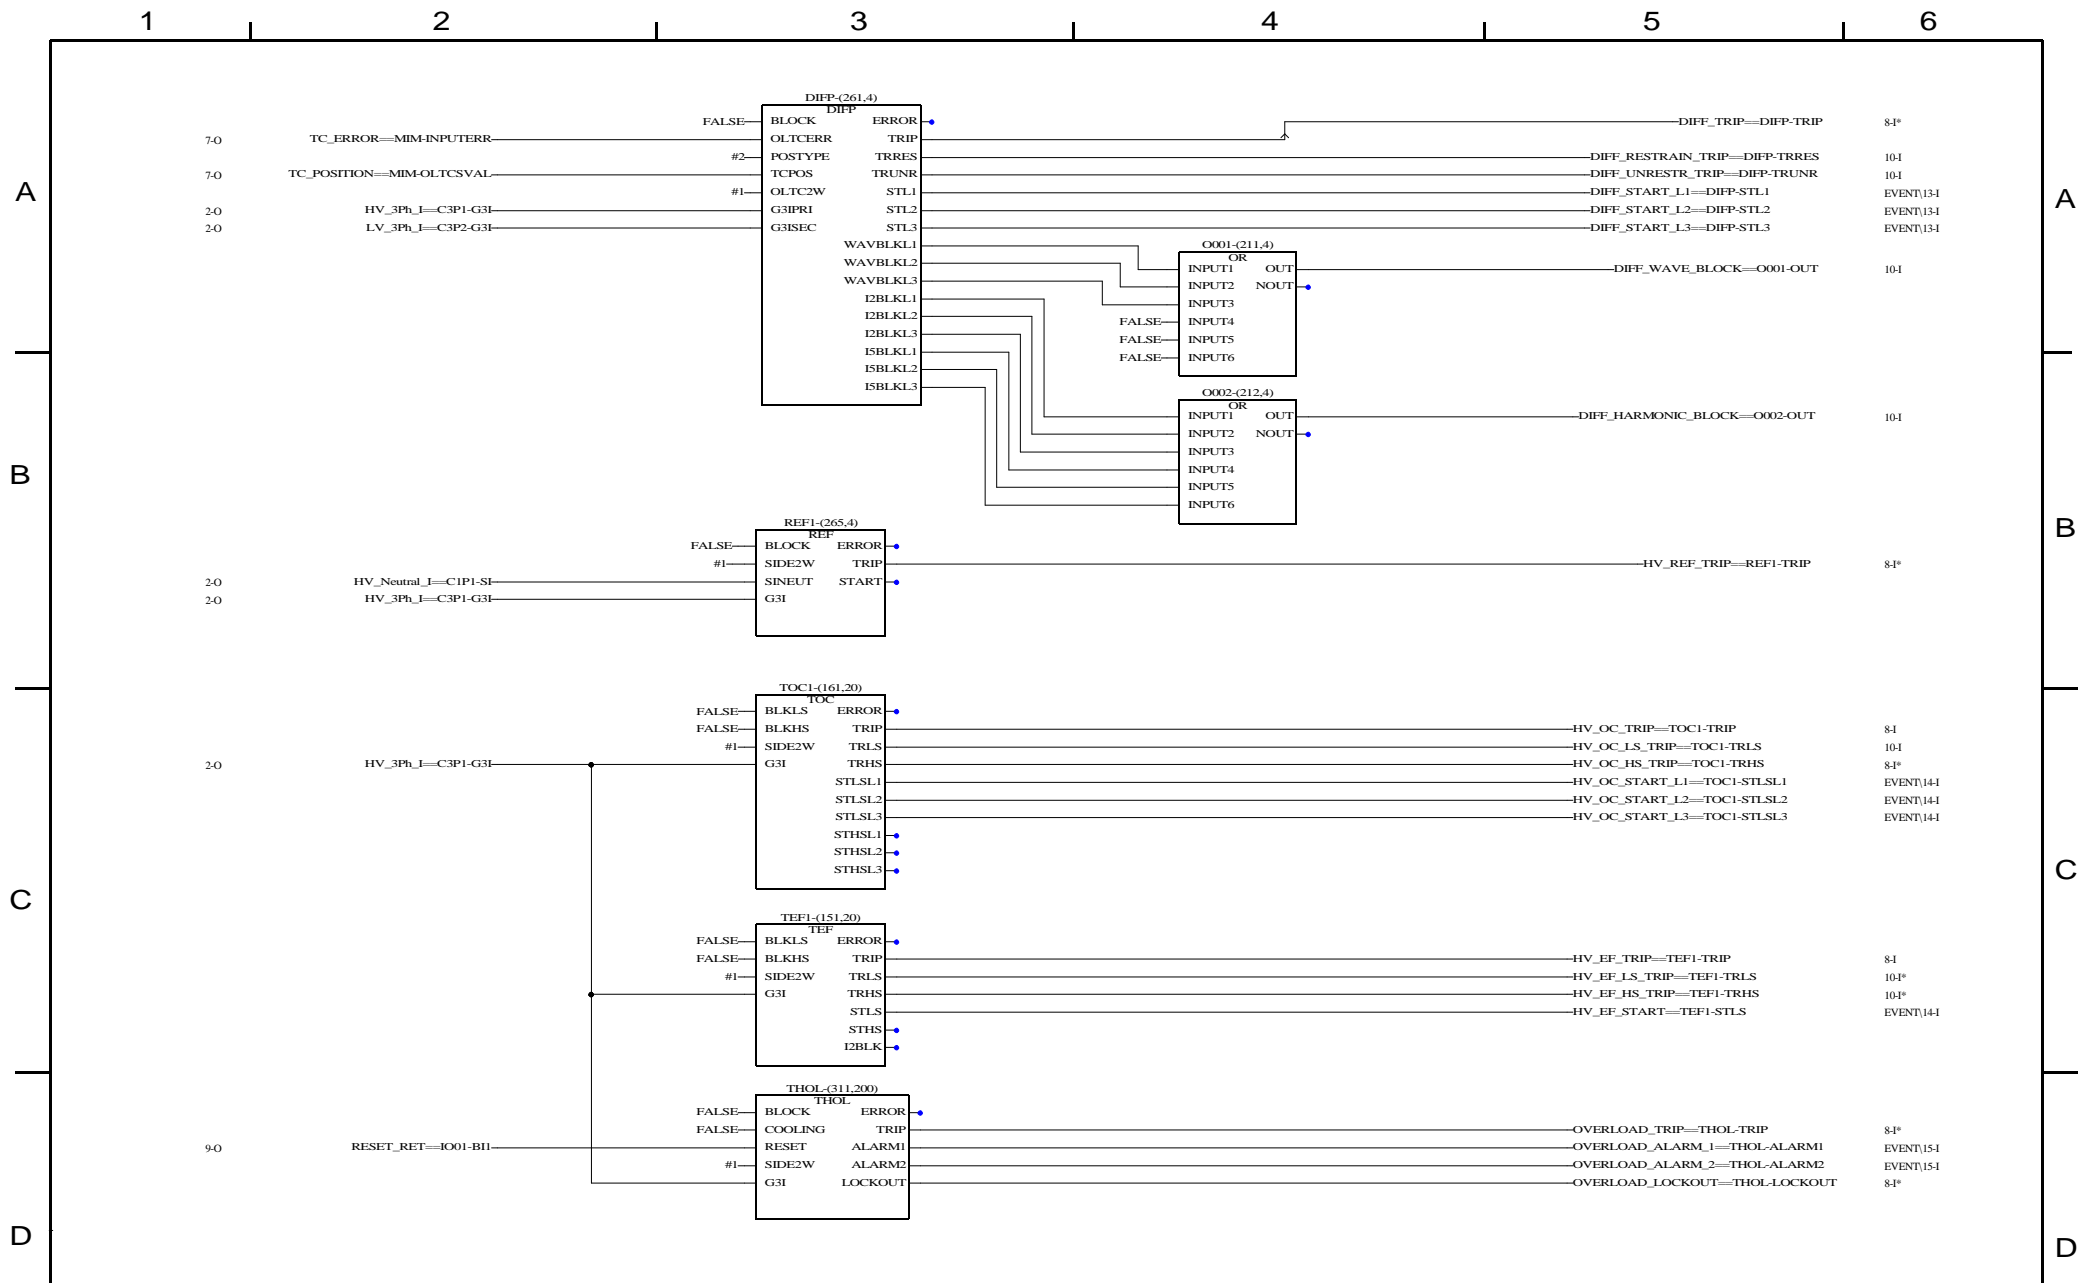 1 2 3 4 5 6
DIFP-(261,4)
DIFP
FALSE BLOCK ERROR DIFF_TRIP==DIFP-TRIP 8-I*
7-O TC_ERROR==MIM-INPUTERR OLTCERR TRIP
#2 POSTYPE TRRES DIFF_RESTRAIN_TRIP==DIFP-TRRES 10-I
7-O TC_POSITION==MIM-OLTCSVAL TCPOS TRUNR DIFF_UNRESTR_TRIP==DIFP-TRUNR 10-I
A #1 OLTC2W STL1 DIFF_START_L1==DIFP-STL1 EVENT\13-I A
2-O HV_3Ph_I==C3P1-G3I G3IPRI STL2 DIFF_START_L2==DIFP-STL2 EVENT\13-I
2-O LV_3Ph_I==C3P2-G3I G3ISEC STL3 DIFF_START_L3==DIFP-STL3 EVENT\13-I
WAVBLKL1 O001-(211,4)
OR
WAVBLKL2 INPUT1 OUT DIFF_WAVE_BLOCK==O001-OUT 10-I
WAVBLKL3 INPUT2 NOUT
I2BLKL1 INPUT3
I2BLKL2 FALSE INPUT4
I2BLKL3 FALSE INPUT5
I5BLKL1 FALSE INPUT6
I5BLKL2
I5BLKL3
O002-(212,4)
OR
INPUT1 OUT DIFF_HARMONIC_BLOCK==O002-OUT 10-I
INPUT2 NOUT
INPUT3
B INPUT4
INPUT5
INPUT6
REF1-(265,4)
REF B
FALSE BLOCK ERROR
#1 SIDE2W TRIP HV_REF_TRIP==REF1-TRIP 8-I*
2-O HV_Neutral_I==C1P1-SI SINEUT START
2-O HV_3Ph_I==C3P1-G3I G3I
TOC1-(161,20)
TOC
FALSE BLKLS ERROR
FALSE BLKHS TRIP HV_OC_TRIP==TOC1-TRIP 8-I
#1 SIDE2W TRLS HV_OC_LS_TRIP==TOC1-TRLS 10-I
2-O HV_3Ph_I==C3P1-G3I G3I TRHS HV_OC_HS_TRIP==TOC1-TRHS 8-I*
STLSL1 HV_OC_START_L1==TOC1-STLSL1 EVENT\14-I
STLSL2 HV_OC_START_L2==TOC1-STLSL2 EVENT\14-I
STLSL3 HV_OC_START_L3==TOC1-STLSL3 EVENT\14-I
STHSL1
STHSL2
STHSL3 C
C
TEF1-(151,20)
TEF
FALSE BLKLS ERROR
FALSE BLKHS TRIP HV_EF_TRIP==TEF1-TRIP 8-I
#1 SIDE2W TRLS HV_EF_LS_TRIP==TEF1-TRLS 10-I*
G3I TRHS HV_EF_HS_TRIP==TEF1-TRHS 10-I*
STLS HV_EF_START==TEF1-STLS EVENT\14-I
STHS
I2BLK
THOL-(311,200)
THOL
FALSE BLOCK ERROR
FALSE COOLING TRIP OVERLOAD_TRIP==THOL-TRIP 8-I*
9-O RESET_RET==IO01-BI1 RESET ALARM1 OVERLOAD_ALARM_1==THOL-ALARM1 EVENT\15-I
#1 SIDE2W ALARM2 OVERLOAD_ALARM_2==THOL-ALARM2 EVENT\15-I
G3I LOCKOUT OVERLOAD_LOCKOUT==THOL-LOCKOUT 8-I*
D D